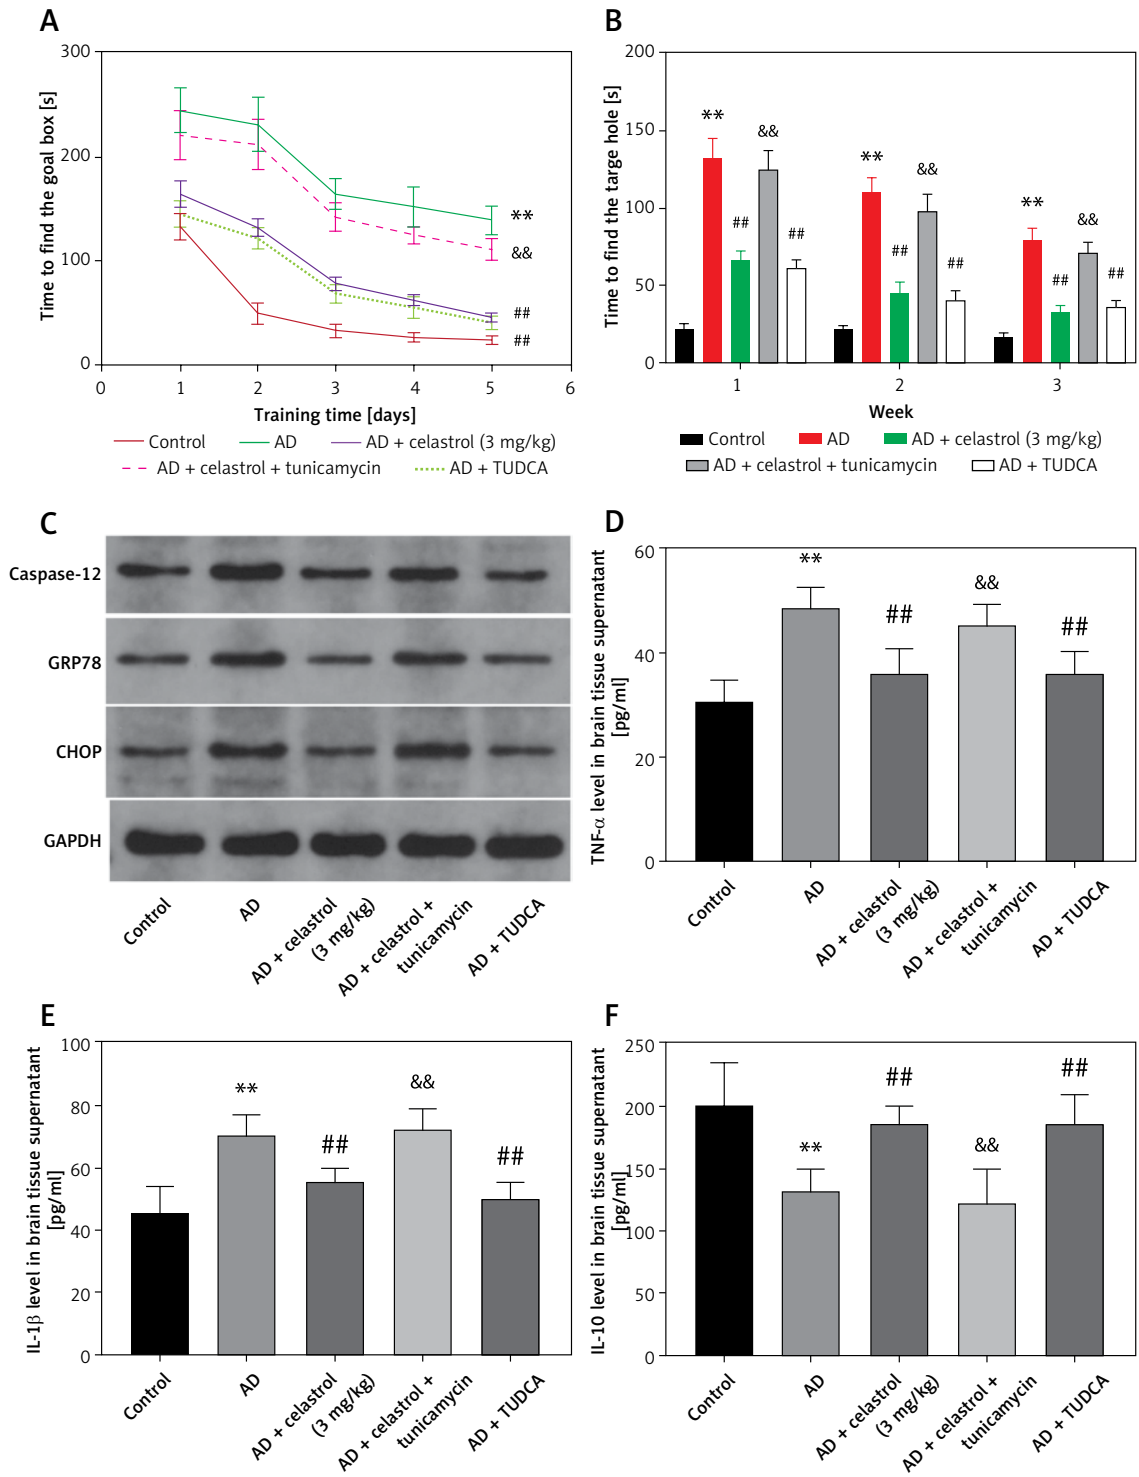 A
Time to find the goal box [s]
300
200
100
0
0 1 2 3 4 5 6
**
&&
##
##
Training time [days]
Control AD AD + celastrol (3 mg/kg)
AD + celastrol + tunicamycin AD + TUDCA
B
Time to find the targe hole [s]
200
150
100
50
0
** ## && ##
** ## && ##
** ## && ##
1 2 3
Week
Control AD AD + celastrol (3 mg/kg)
AD + celastrol + tunicamycin AD + TUDCA
C
Caspase-12
GRP78
CHOP
GAPDH
Control
AD
AD + celastrol
(3 mg/kg)
AD + celastrol +
tunicamycin
AD + TUDCA
D
TNF-α level in brain tissue supernatant
[pg/ml]
60
40
20
0
** ## && ##
Control
AD
AD + celastrol
(3 mg/kg)
AD + celastrol +
tunicamycin
AD + TUDCA
E
IL-1β level in brain tissue supernatant
[pg/ml]
100
80
60
40
20
0
** ## && ##
Control
AD
AD + celastrol
(3 mg/kg)
AD + celastrol +
tunicamycin
AD + TUDCA
F
IL-10 level in brain tissue supernatant
[pg/ml]
250
200
150
100
50
0
** ## && ##
Control
AD
AD + celastrol
(3 mg/kg)
AD + celastrol +
tunicamycin
AD + TUDCA